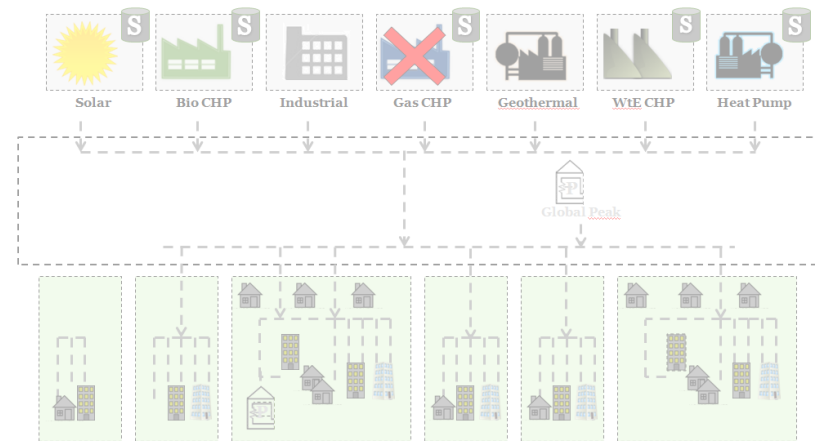 S
S
S
S
S
Solar
Bio CHP
Industrial
Gas CHP
Geothermal
WtE CHP
Heat Pump
P
Global Peak
P